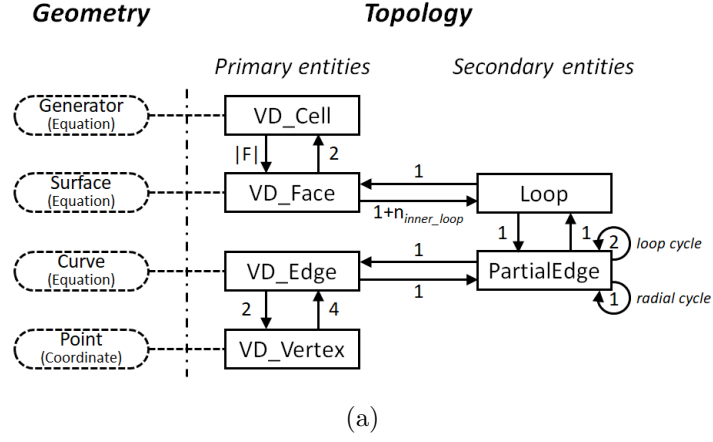 Geometry Topology
Primary entities Secondary entities
Generator
(Equation)
VD_Cell
|F| 2
Surface
(Equation)
VD_Face
1
1+n_inner_loop
Loop
1 1
Curve
(Equation)
VD_Edge
1
1
PartialEdge
2 loop cycle
1 radial cycle
2 4
Point
(Coordinate)
VD_Vertex
(a)